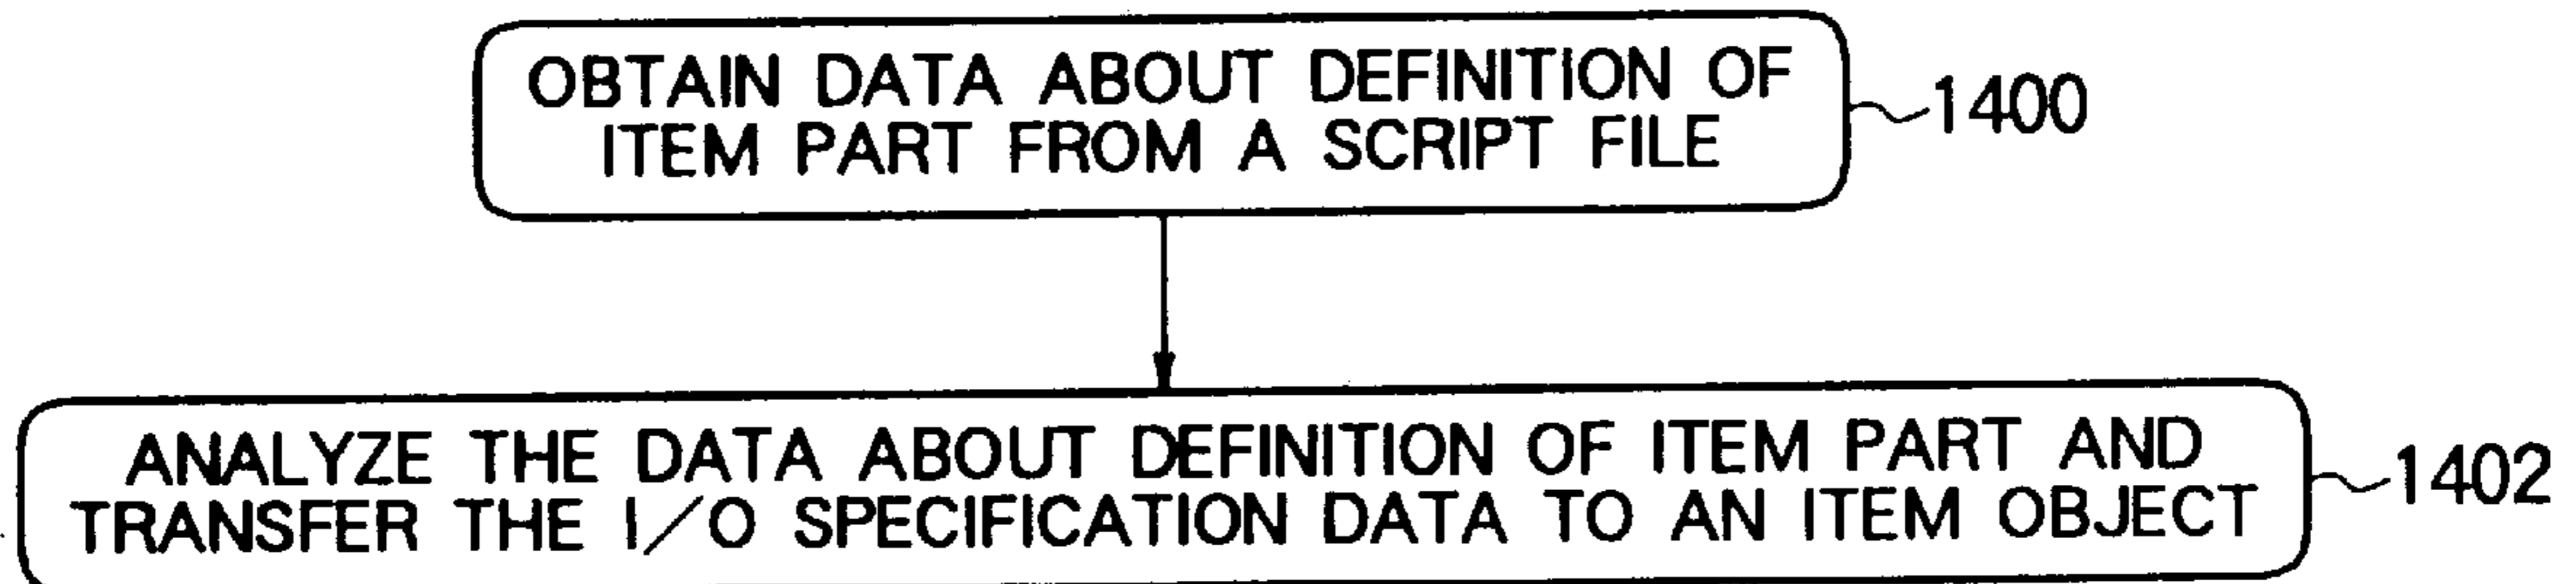 OBTAIN DATA ABOUT DEFINITION OF
ITEM PART FROM A SCRIPT FILE
1400
ANALYZE THE DATA ABOUT DEFINITION OF ITEM PART AND
TRANSFER THE I/O SPECIFICATION DATA TO AN ITEM OBJECT
1402